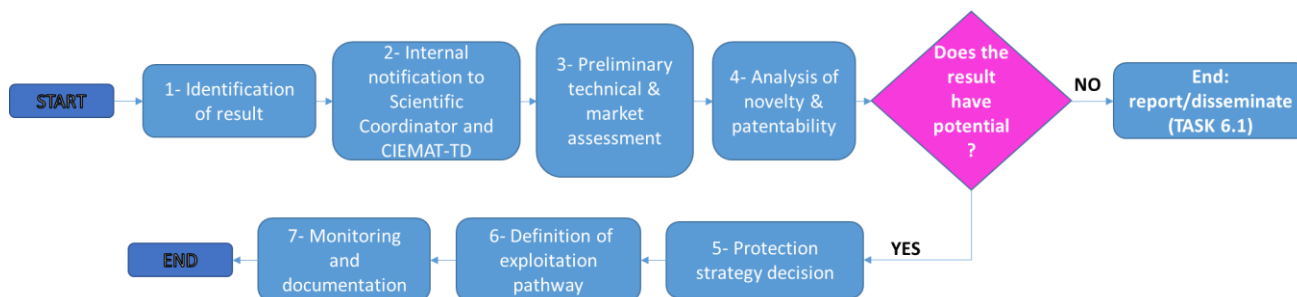 START
1- Identification
of result
2- Internal
notification to
Scientific
Coordinator and
CIEMAT-TD
3- Preliminary
technical &
market
assessment
4- Analysis of
novelty &
patentability
Does the
result
have
potential
?
NO
End:
report/disseminate
(TASK 6.1)
YES
5- Protection
strategy decision
6- Definition of
exploitation
pathway
7- Monitoring
and
documentation
END